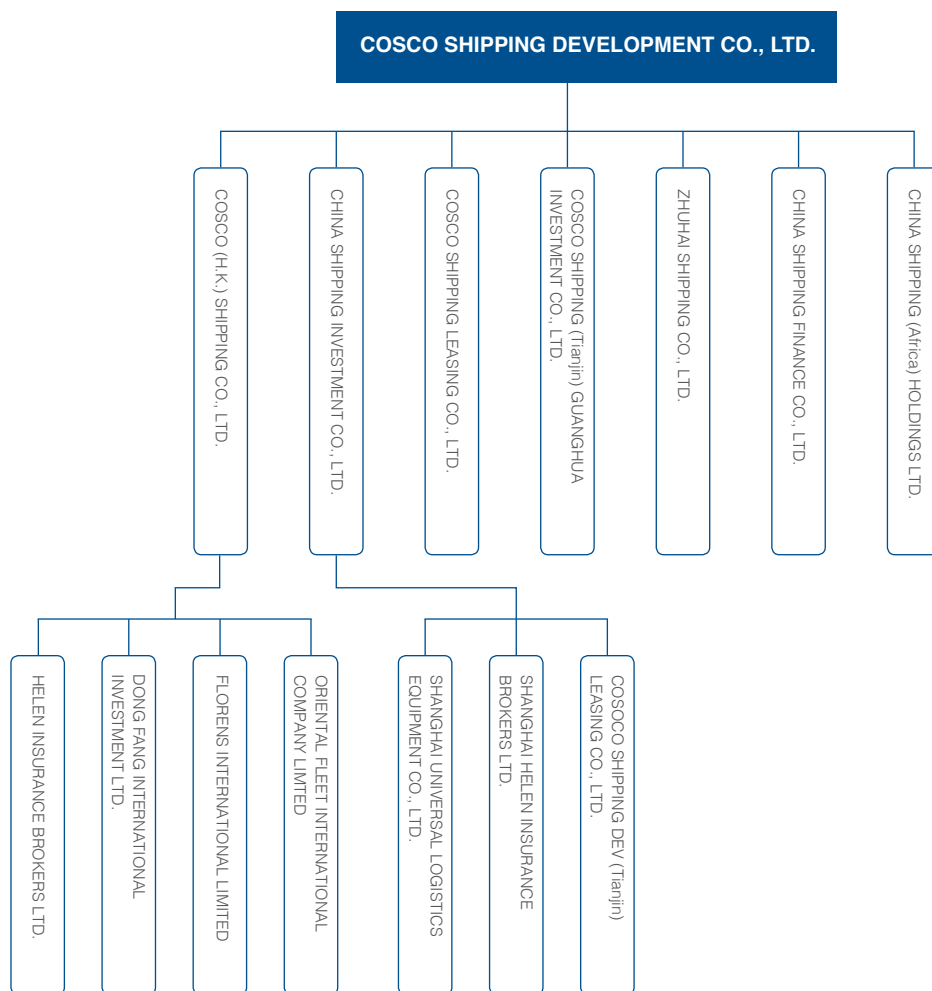 COSCO SHIPPING DEVELOPMENT CO., LTD.
COSCO (H.K.) SHIPPING CO., LTD.
CHINA SHIPPING INVESTMENT CO., LTD.
COSCO SHIPPING LEASING CO., LTD.
COSCO SHIPPING (Tianjin) GUANGHUA
INVESTMENT CO., LTD.
ZHUHAI SHIPPING CO., LTD.
CHINA SHIPPING FINANCE CO., LTD.
CHINA SHIPPING (Africa) HOLDINGS LTD.
HELEN INSURANCE BROKERS LTD.
DONG FANG INTERNATIONAL
INVESTMENT LTD.
FLORENS INTERNATIONAL LIMITED
ORIENTAL FLEET INTERNATIONAL
COMPANY LIMTED
SHANGHAI UNIVERSAL LOGISTICS
EQUIPMENT CO., LTD.
SHANGHAI HELEN INSURANCE
BROKERS LTD.
COSOCO SHIPPING DEV (Tianjin)
LEASING CO., LTD.